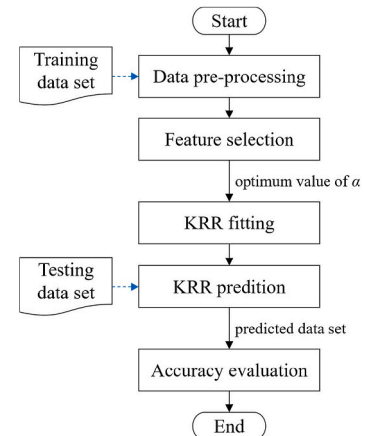 Start
Training
data set
Data pre-processing
Feature selection
optimum value of α
KRR fitting
Testing
data set
KRR predition
predicted data set
Accuracy evaluation
End